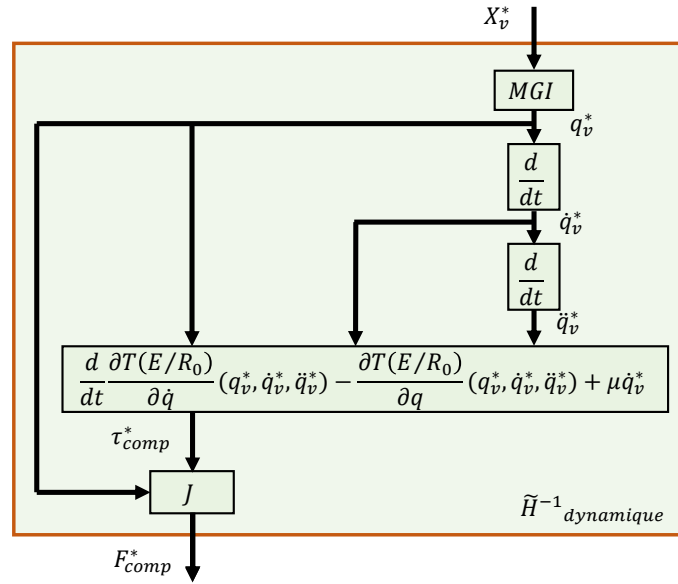 X_v^*
MGI
q_v^*
d/dt
q̇_v^*
d/dt
q̈_v^*
d/dt ∂T(E/R_0)/∂q̇ (q_v^*, q̇_v^*, q̈_v^*) − ∂T(E/R_0)/∂q (q_v^*, q̇_v^*, q̈_v^*) + μq̇_v^*
τ_comp^*
J
H̃^{-1}_dynamique
F_comp^*